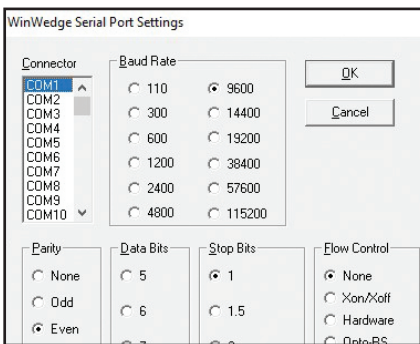 WinWedge Serial Port Settings
Connector
COM1
COM2
COM3
COM4
COM5
COM6
COM7
COM8
COM9
COM10
Baud Rate
110
300
600
1200
2400
4800
9600
14400
19200
38400
57600
115200
OK
Cancel
Parity
None
Odd
Even
Data Bits
5
6
Stop Bits
1
1.5
Flow Control
None
Xon/Xoff
Hardware